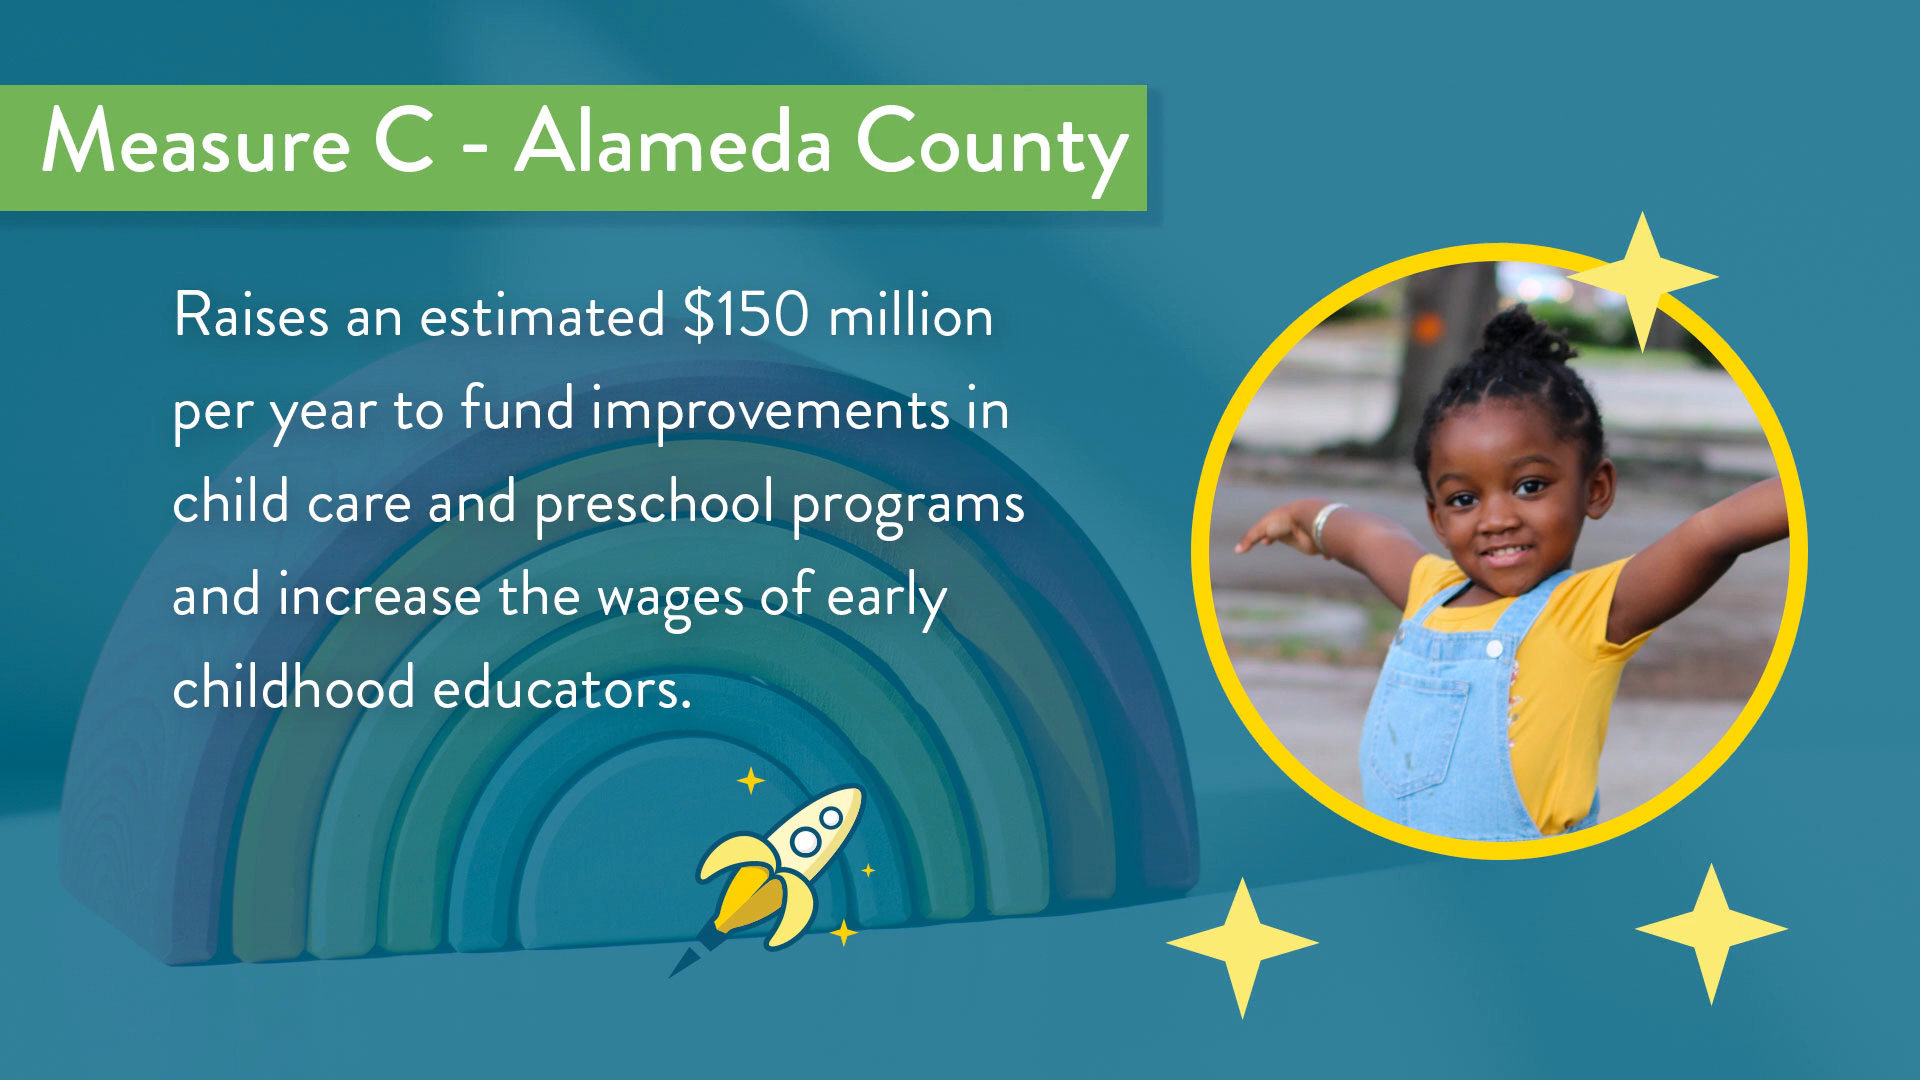 Measure C - Alameda County
Raises an estimated $150 million
per year to fund improvements in
child care and preschool programs
and increase the wages of early
childhood educators.